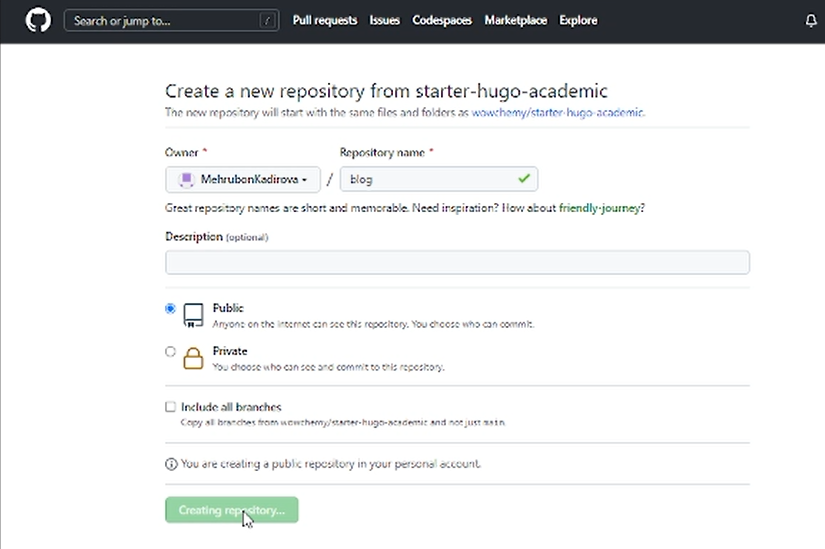 Search or jump to... /
Pull requests Issues Codespaces Marketplace Explore
Create a new repository from starter-hugo-academic
The new repository will start with the same files and folders as wowchemy/starter-hugo-academic.
Owner * Repository name *
MehrubonKadirova / blog
Great repository names are short and memorable. Need inspiration? How about friendly-journey?
Description (optional)
Public
Anyone on the internet can see this repository. You choose who can commit.
Private
You choose who can see and commit to this repository.
Include all branches
Copy all branches from wowchemy/starter-hugo-academic and not just main.
You are creating a public repository in your personal account.
Creating repository...